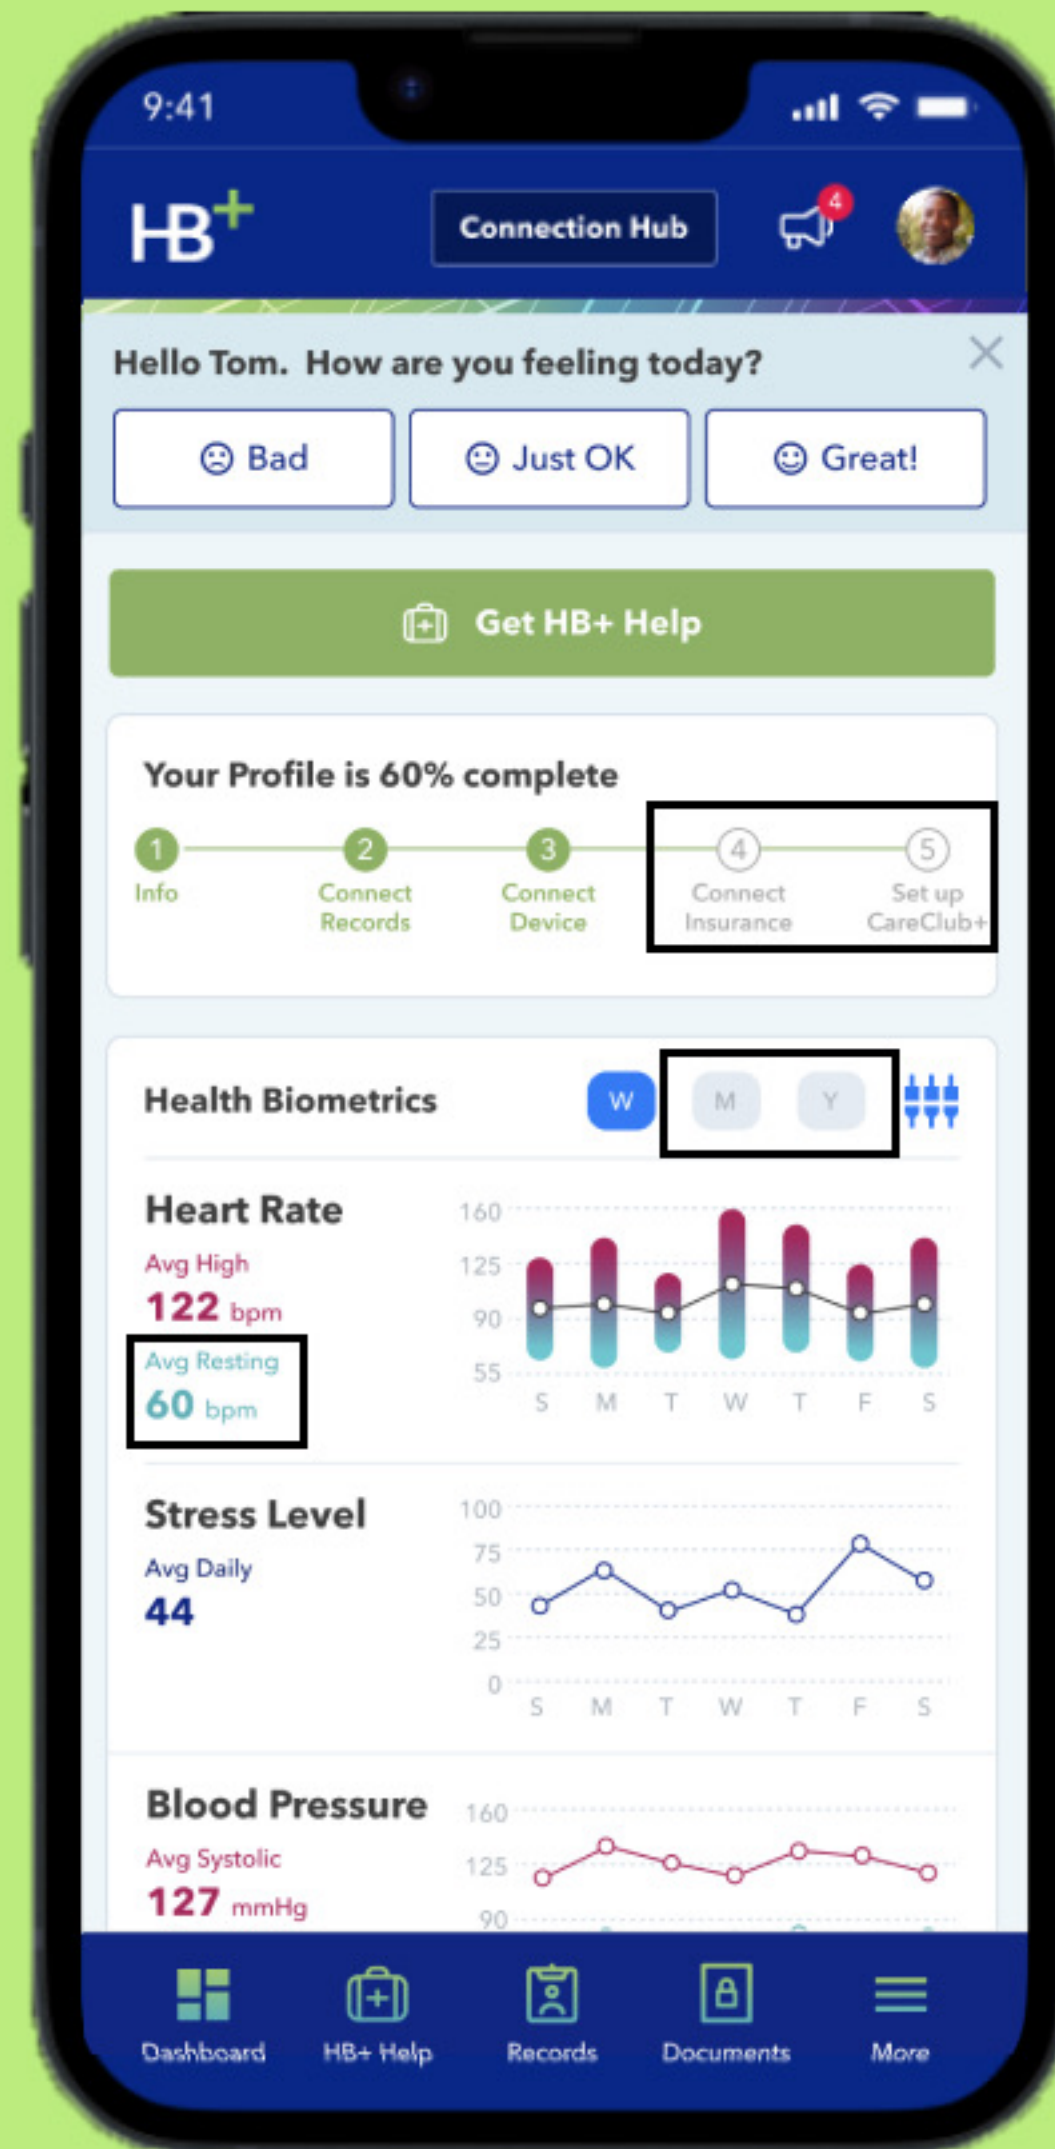 9:41
HB+
Connection Hub
4
Hello Tom. How are you feeling today?
Bad
Just OK
Great!
Get HB+ Help
Your Profile is 60% complete
1 2 3 4 5
Info
Connect Records
Connect Device
Connect Insurance
Set up CareClub+
Health Biometrics
W M Y
Heart Rate
Avg High
122 bpm
Avg Resting
60 bpm
160
125
90
55
S M T W T F S
Stress Level
Avg Daily
44
100
75
50
25
0
S M T W T F S
Blood Pressure
Avg Systolic
127 mmHg
160
125
90
Dashboard
HB+ Help
Records
Documents
More